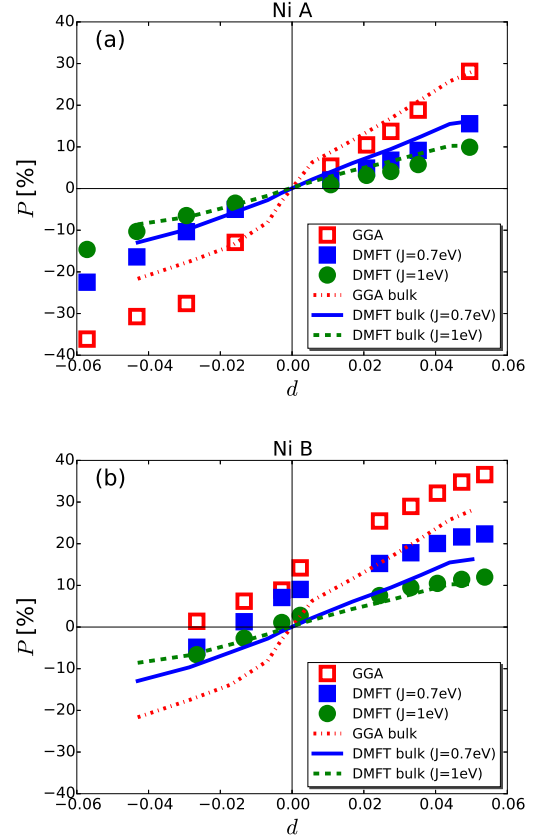 Ni A
(a)
40
30
20
10
0
−10
−20
−30
−40
P [%]
GGA
DMFT (J=0.7eV)
DMFT (J=1eV)
GGA bulk
DMFT bulk (J=0.7eV)
DMFT bulk (J=1eV)
−0.06 −0.04 −0.02 0.00 0.02 0.04 0.06
d
Ni B
(b)
40
30
20
10
0
−10
−20
−30
−40
P [%]
GGA
DMFT (J=0.7eV)
DMFT (J=1eV)
GGA bulk
DMFT bulk (J=0.7eV)
DMFT bulk (J=1eV)
−0.06 −0.04 −0.02 0.00 0.02 0.04 0.06
d